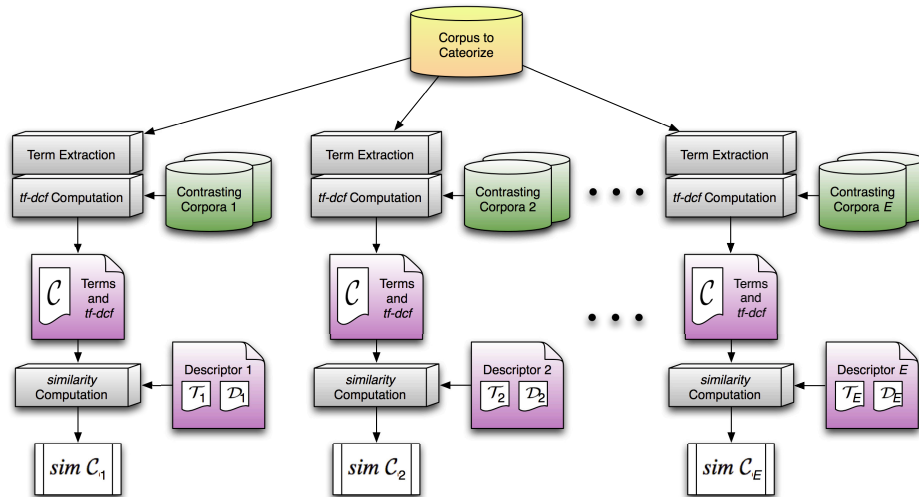 Corpus to
Cateorize
Term Extraction
Term Extraction
Term Extraction
tf-dcf Computation
Contrasting
Corpora 1
tf-dcf Computation
Contrasting
Corpora 2
tf-dcf Computation
Contrasting
Corpora E
C
Terms
and
tf-dcf
C
Terms
and
tf-dcf
C
Terms
and
tf-dcf
similarity
Computation
Descriptor 1
T1
D1
similarity
Computation
Descriptor 2
T2
D2
similarity
Computation
Descriptor E
TE
DE
sim C,1
sim C,2
sim C,E